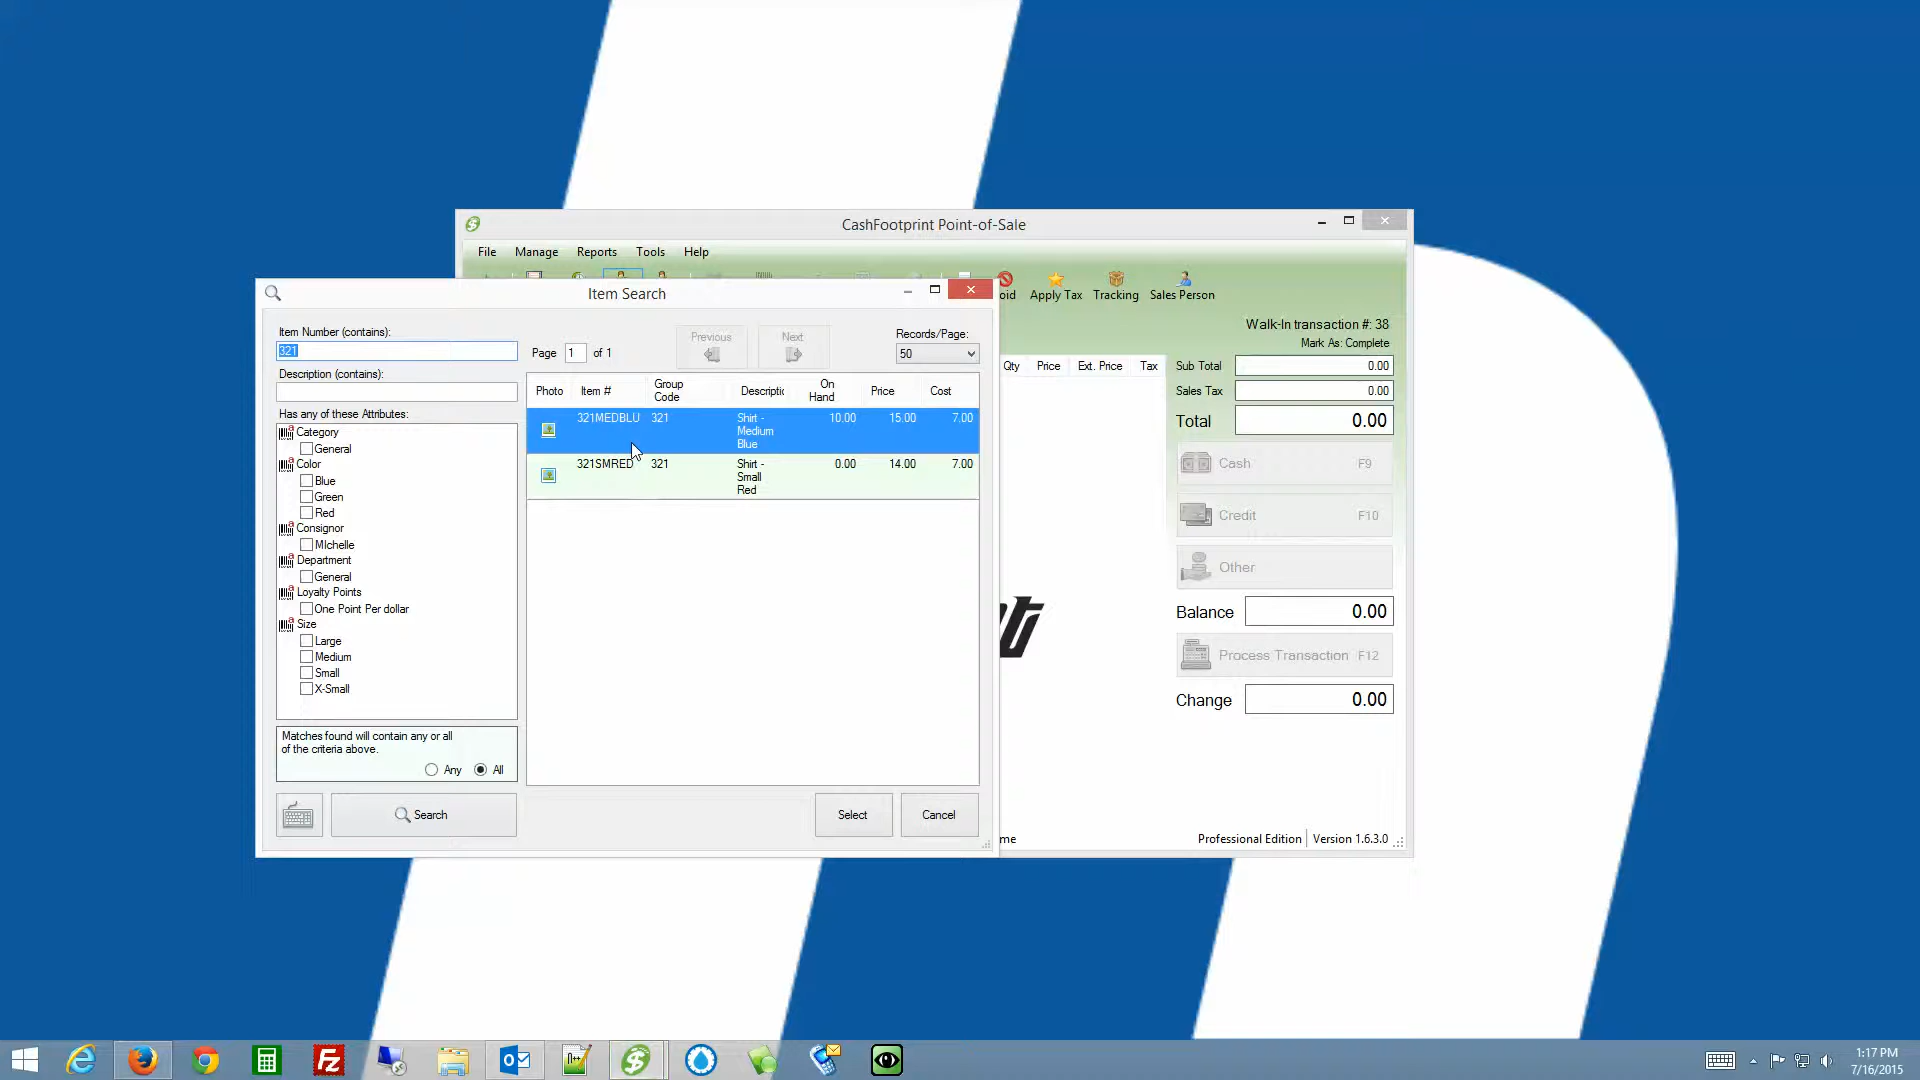 CashFootprint Point-of-Sale
File Manage Reports Tools Help
Apply Tax Tracking Sales Person
Item Search
Item Number (contains):
321
Description (contains):
Has any of these Attributes:
Category
General
Color
Blue
Green
Red
Consignor
MIchelle
Department
General
Loyalty Points
One Point Per dollar
Size
Large
Medium
Small
X-Small
Matches found will contain any or all
of the criteria above.
Any All
Search
Previous Next
Page 1 of 1
Records/Page:
50
Photo Item # Group Code Descriptic On Hand Price Cost
321MEDBLU 321 Shirt - Medium Blue 10.00 15.00 7.00
321SMRED 321 Shirt - Small Red 0.00 14.00 7.00
Select Cancel
Walk-In transaction #: 38
Mark As: Complete
Qty Price Ext. Price Tax
Sub Total 0.00
Sales Tax 0.00
Total 0.00
Cash F9
Credit F10
Other
Balance 0.00
Process Transaction F12
Change 0.00
Professional Edition Version 1.6.3.0
1:17 PM
7/16/2015